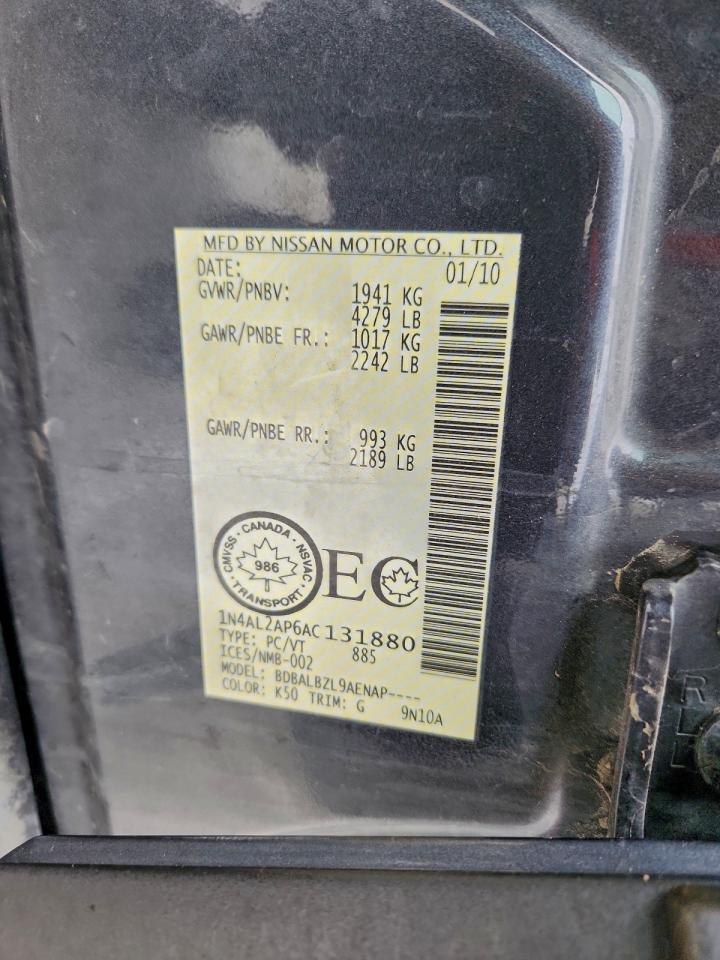 MFD BY NISSAN MOTOR CO., LTD.
DATE: 01/10
GVWR/PNBV: 1941 KG
4279 LB
GAWR/PNBE FR.: 1017 KG
2242 LB
GAWR/PNBE RR.: 993 KG
2189 LB
CMVSS · CANADA · NSVAC
986
· TRANSPORT ·
EC
1N4AL2AP6AC131880
TYPE: PC/VT 885
ICES/NMB-002
MODEL: BDBALBZL9AENAP----
COLOR: K50 TRIM: G 9N10A